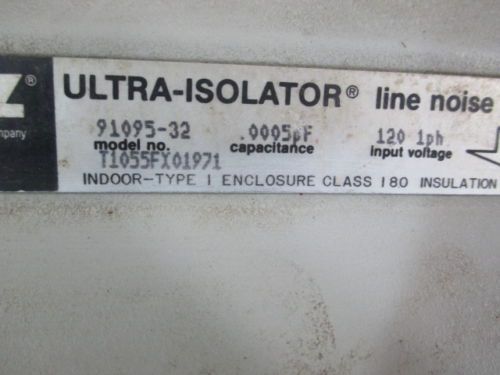 Z® ULTRA-ISOLATOR® line noise
91095-32 .0005pF 120 1ph
model no. capacitance input voltage
T1055FX01971
INDOOR-TYPE 1 ENCLOSURE CLASS 180 INSULATION